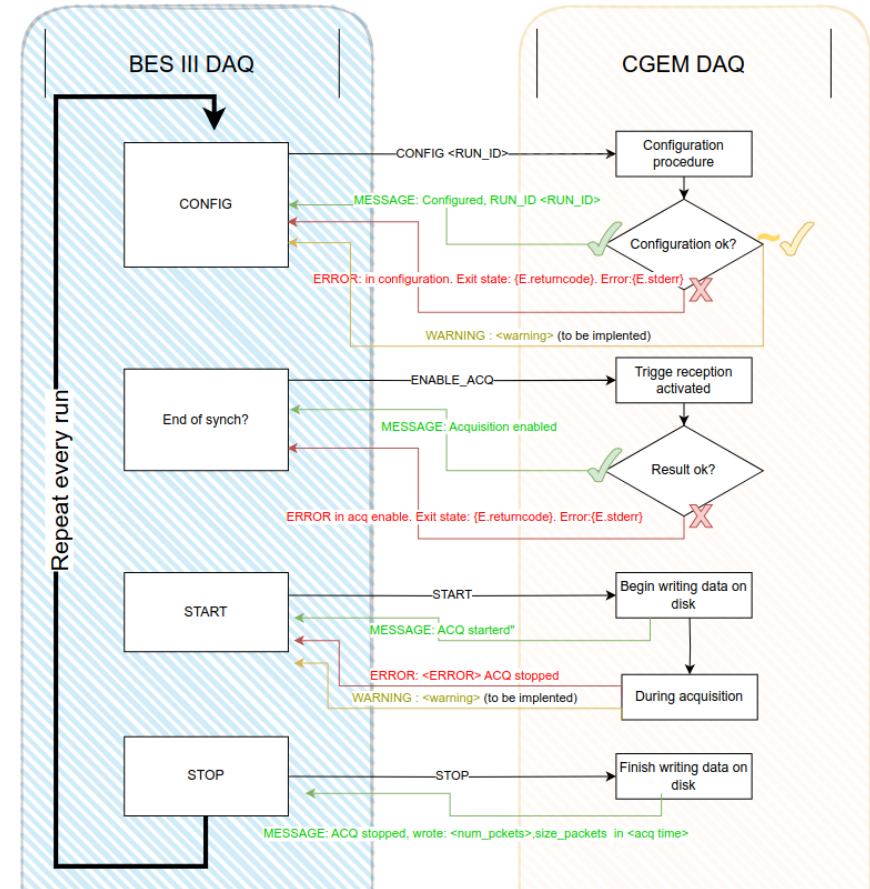 BES III DAQ
CGEM DAQ
CONFIG <RUN_ID>
Configuration
procedure
CONFIG
MESSAGE: Configured, RUN_ID <RUN_ID>
Configuration ok?
ERROR: in configuration. Exit state: {E.returncode}. Error:{E.stderr}
WARNING : <warning> (to be implented)
ENABLE_ACQ
Trigge reception
activated
End of synch?
MESSAGE: Acquisition enabled
Result ok?
ERROR in acq enable. Exit state: {E.returncode}. Error:{E.stderr}
Repeat every run
START
START
Begin writing data on
disk
MESSAGE: ACQ starterd"
ERROR: <ERROR> ACQ stopped
WARNING : <warning> (to be implented)
During acquisition
STOP
STOP
Finish writing data on
disk
MESSAGE: ACQ stopped, wrote: <num_pckets>,size_packets in <acq time>